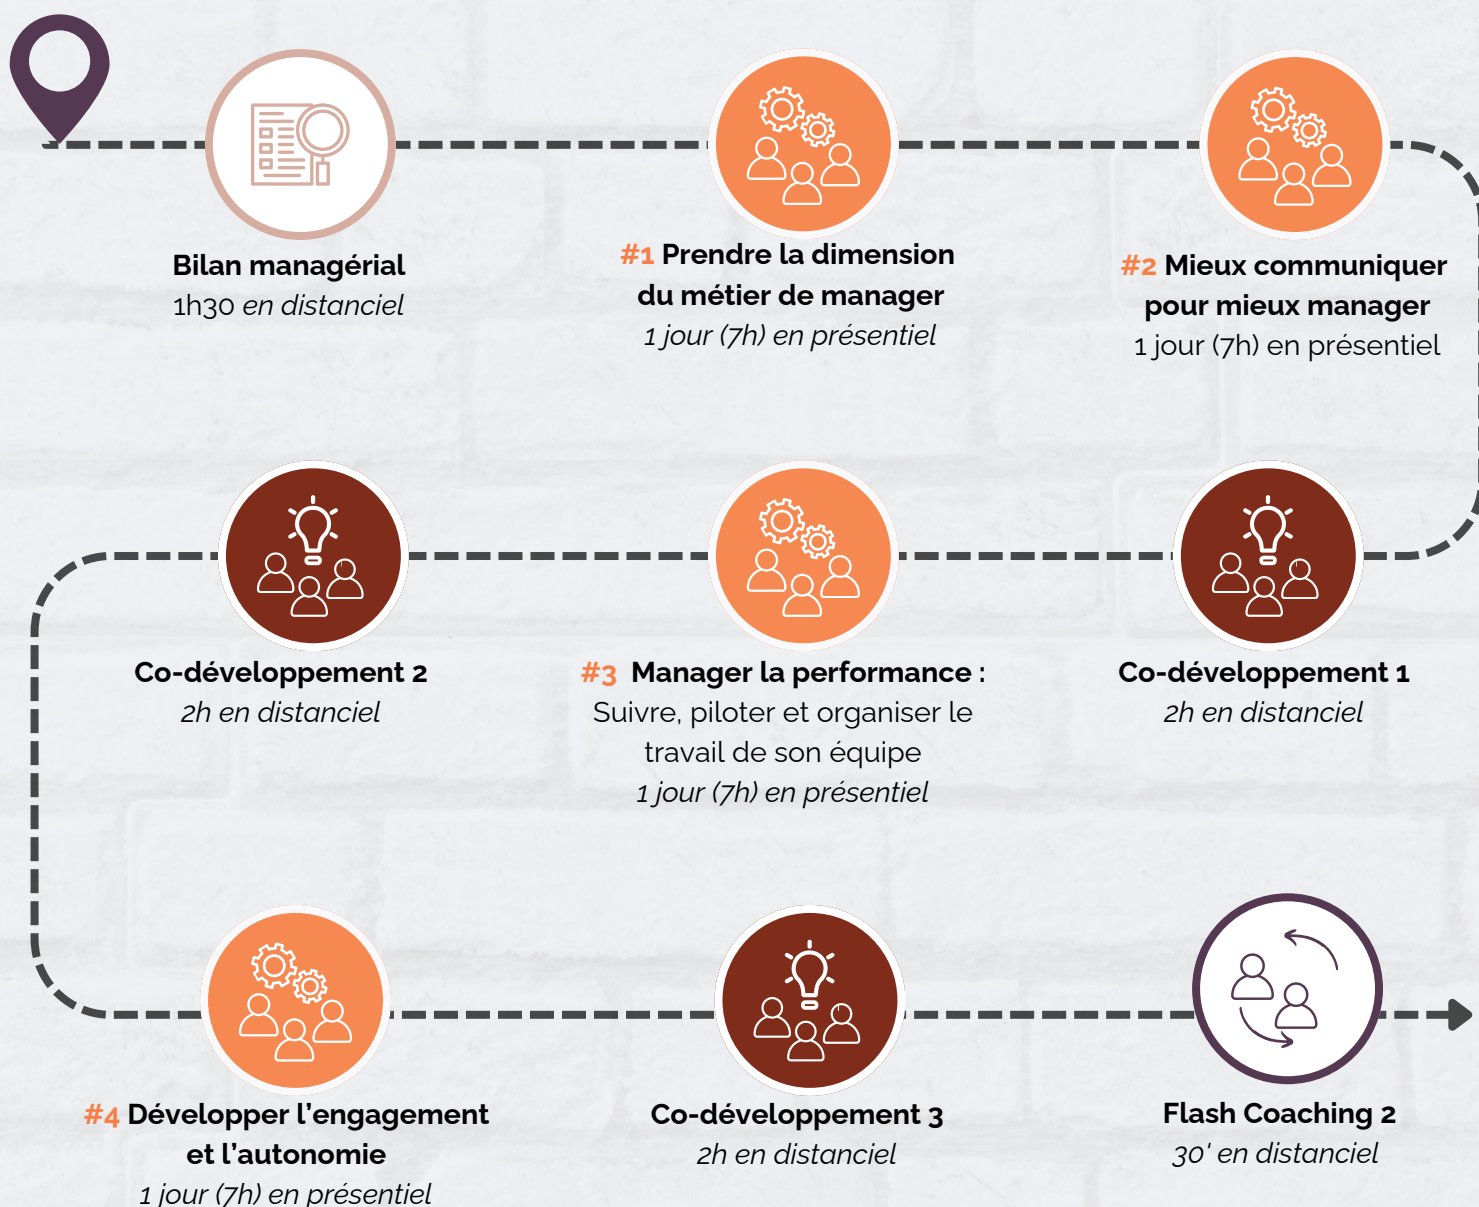 Bilan managérial
1h30 en distanciel
#1 Prendre la dimension
du métier de manager
1 jour (7h) en présentiel
#2 Mieux communiquer
pour mieux manager
1 jour (7h) en présentiel
Co-développement 2
2h en distanciel
#3 Manager la performance :
Suivre, piloter et organiser le
travail de son équipe
1 jour (7h) en présentiel
Co-développement 1
2h en distanciel
#4 Développer l'engagement
et l'autonomie
1 jour (7h) en présentiel
Co-développement 3
2h en distanciel
Flash Coaching 2
30' en distanciel